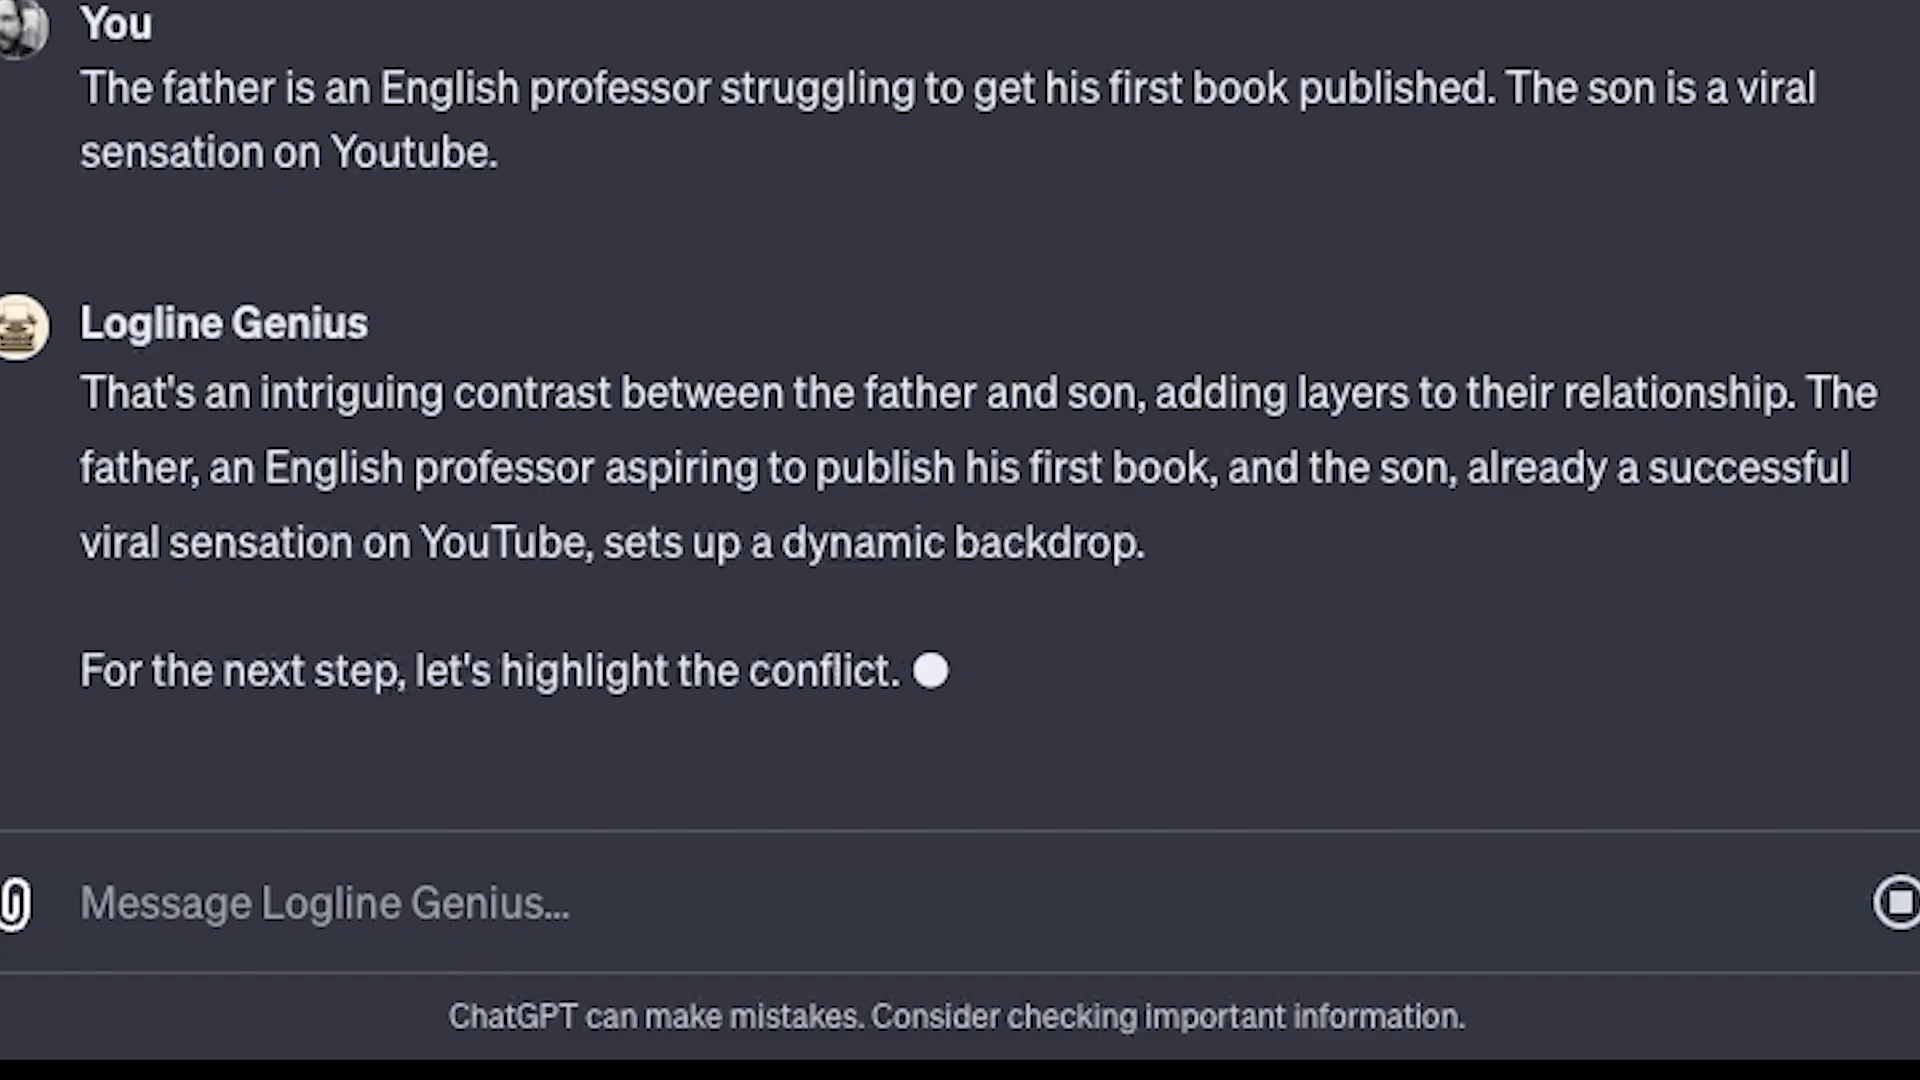 You
The father is an English professor struggling to get his first book published. The son is a viral
sensation on Youtube.
Logline Genius
That's an intriguing contrast between the father and son, adding layers to their relationship. The
father, an English professor aspiring to publish his first book, and the son, already a successful
viral sensation on YouTube, sets up a dynamic backdrop.
For the next step, let's highlight the conflict.
Message Logline Genius...
ChatGPT can make mistakes. Consider checking important information.